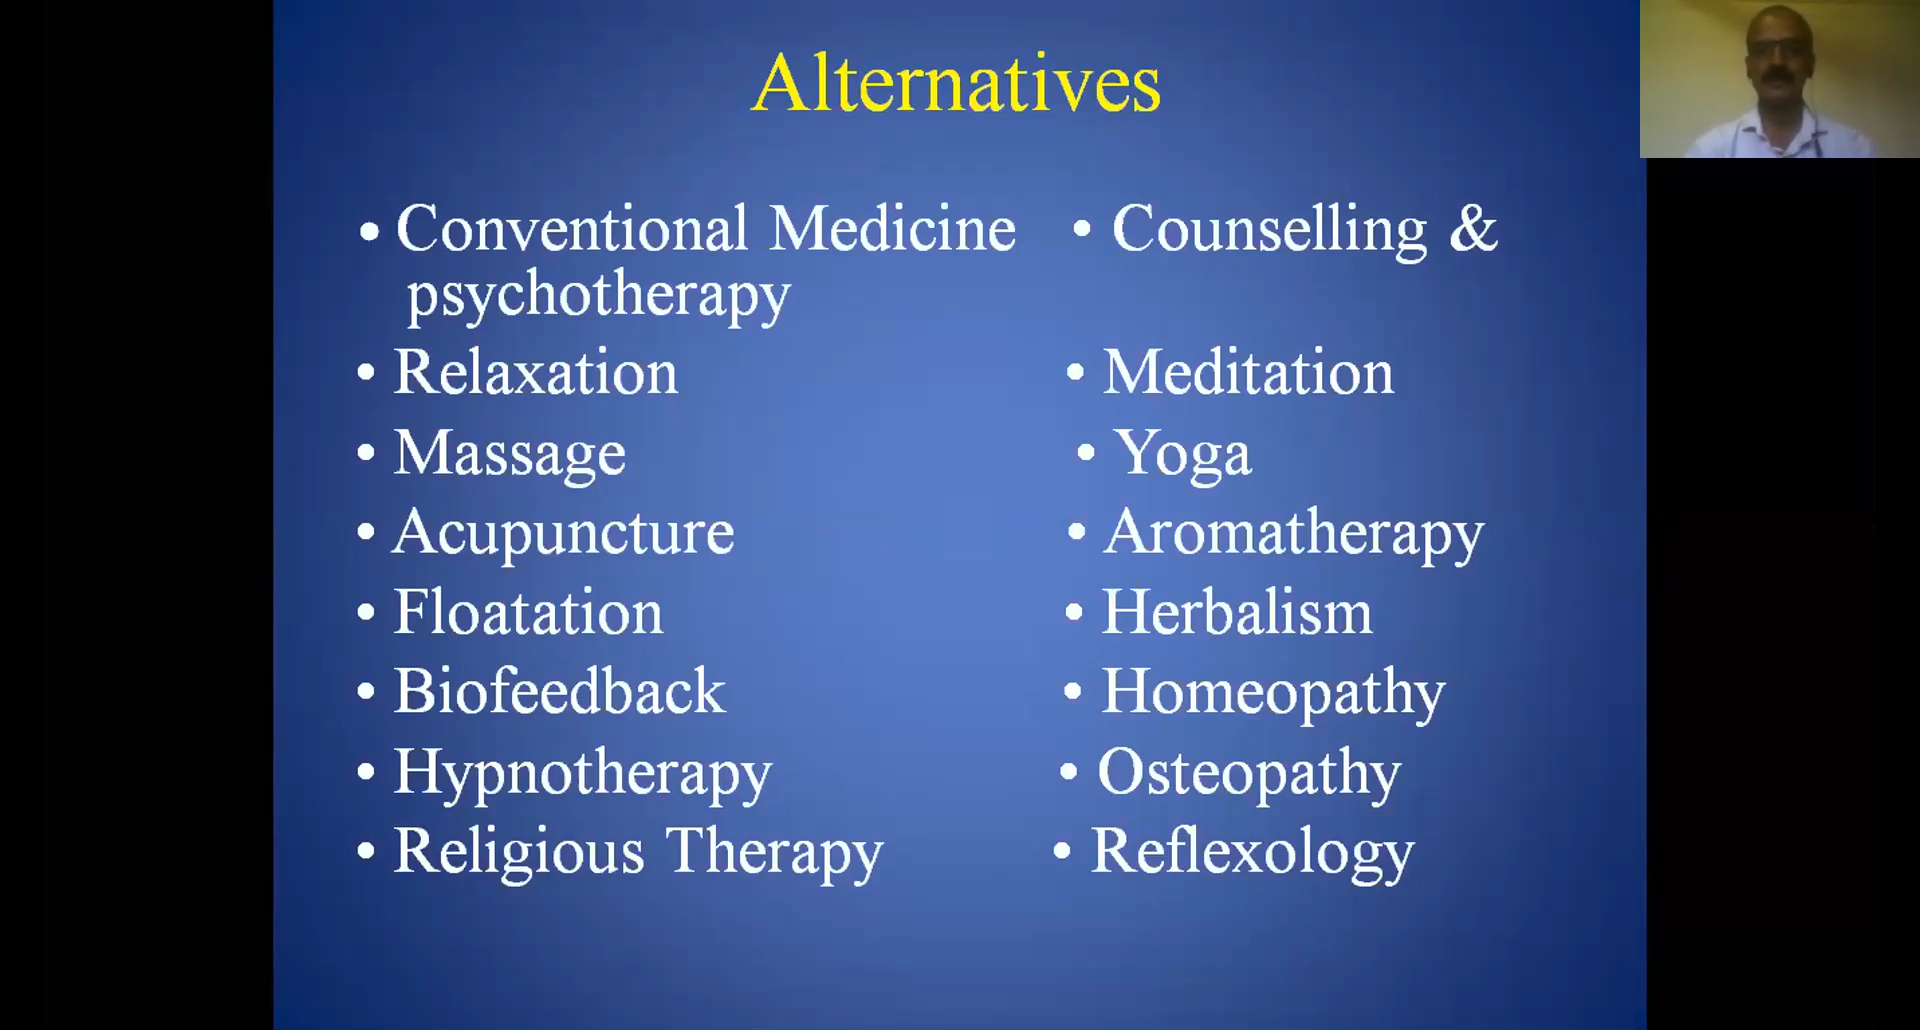 Alternatives
• Conventional Medicine • Counselling &
psychotherapy
• Relaxation • Meditation
• Massage • Yoga
• Acupuncture • Aromatherapy
• Floatation • Herbalism
• Biofeedback • Homeopathy
• Hypnotherapy • Osteopathy
• Religious Therapy • Reflexology